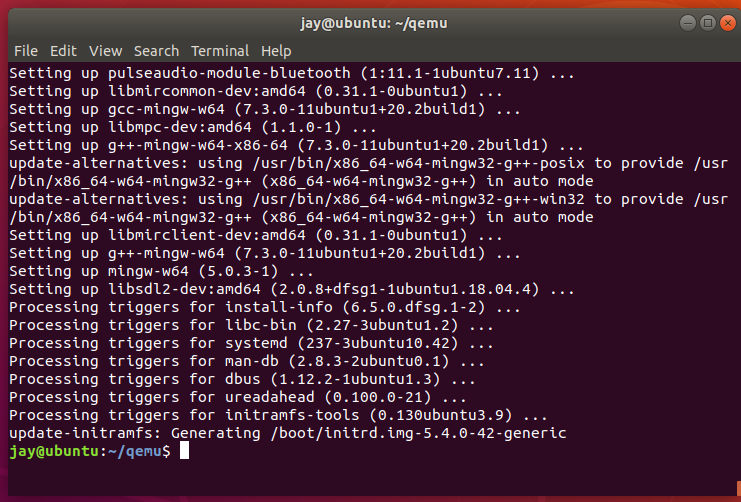 jay@ubuntu: ~/qemu
File Edit View Search Terminal Help
Setting up pulseaudio-module-bluetooth (1:11.1-1ubuntu7.11) ...
Setting up libmircommon-dev:amd64 (0.31.1-0ubuntu1) ...
Setting up gcc-mingw-w64 (7.3.0-11ubuntu1+20.2build1) ...
Setting up libmpc-dev:amd64 (1.1.0-1) ...
Setting up g++-mingw-w64-x86-64 (7.3.0-11ubuntu1+20.2build1) ...
update-alternatives: using /usr/bin/x86_64-w64-mingw32-g++-posix to provide /usr
/bin/x86_64-w64-mingw32-g++ (x86_64-w64-mingw32-g++) in auto mode
update-alternatives: using /usr/bin/x86_64-w64-mingw32-g++-win32 to provide /usr
/bin/x86_64-w64-mingw32-g++ (x86_64-w64-mingw32-g++) in auto mode
Setting up libmirclient-dev:amd64 (0.31.1-0ubuntu1) ...
Setting up g++-mingw-w64 (7.3.0-11ubuntu1+20.2build1) ...
Setting up mingw-w64 (5.0.3-1) ...
Setting up libsdl2-dev:amd64 (2.0.8+dfsg1-1ubuntu1.18.04.4) ...
Processing triggers for install-info (6.5.0.dfsg.1-2) ...
Processing triggers for libc-bin (2.27-3ubuntu1.2) ...
Processing triggers for systemd (237-3ubuntu10.42) ...
Processing triggers for man-db (2.8.3-2ubuntu0.1) ...
Processing triggers for dbus (1.12.2-1ubuntu1.3) ...
Processing triggers for ureadahead (0.100.0-21) ...
Processing triggers for initramfs-tools (0.130ubuntu3.9) ...
update-initramfs: Generating /boot/initrd.img-5.4.0-42-generic
jay@ubuntu:~/qemu$